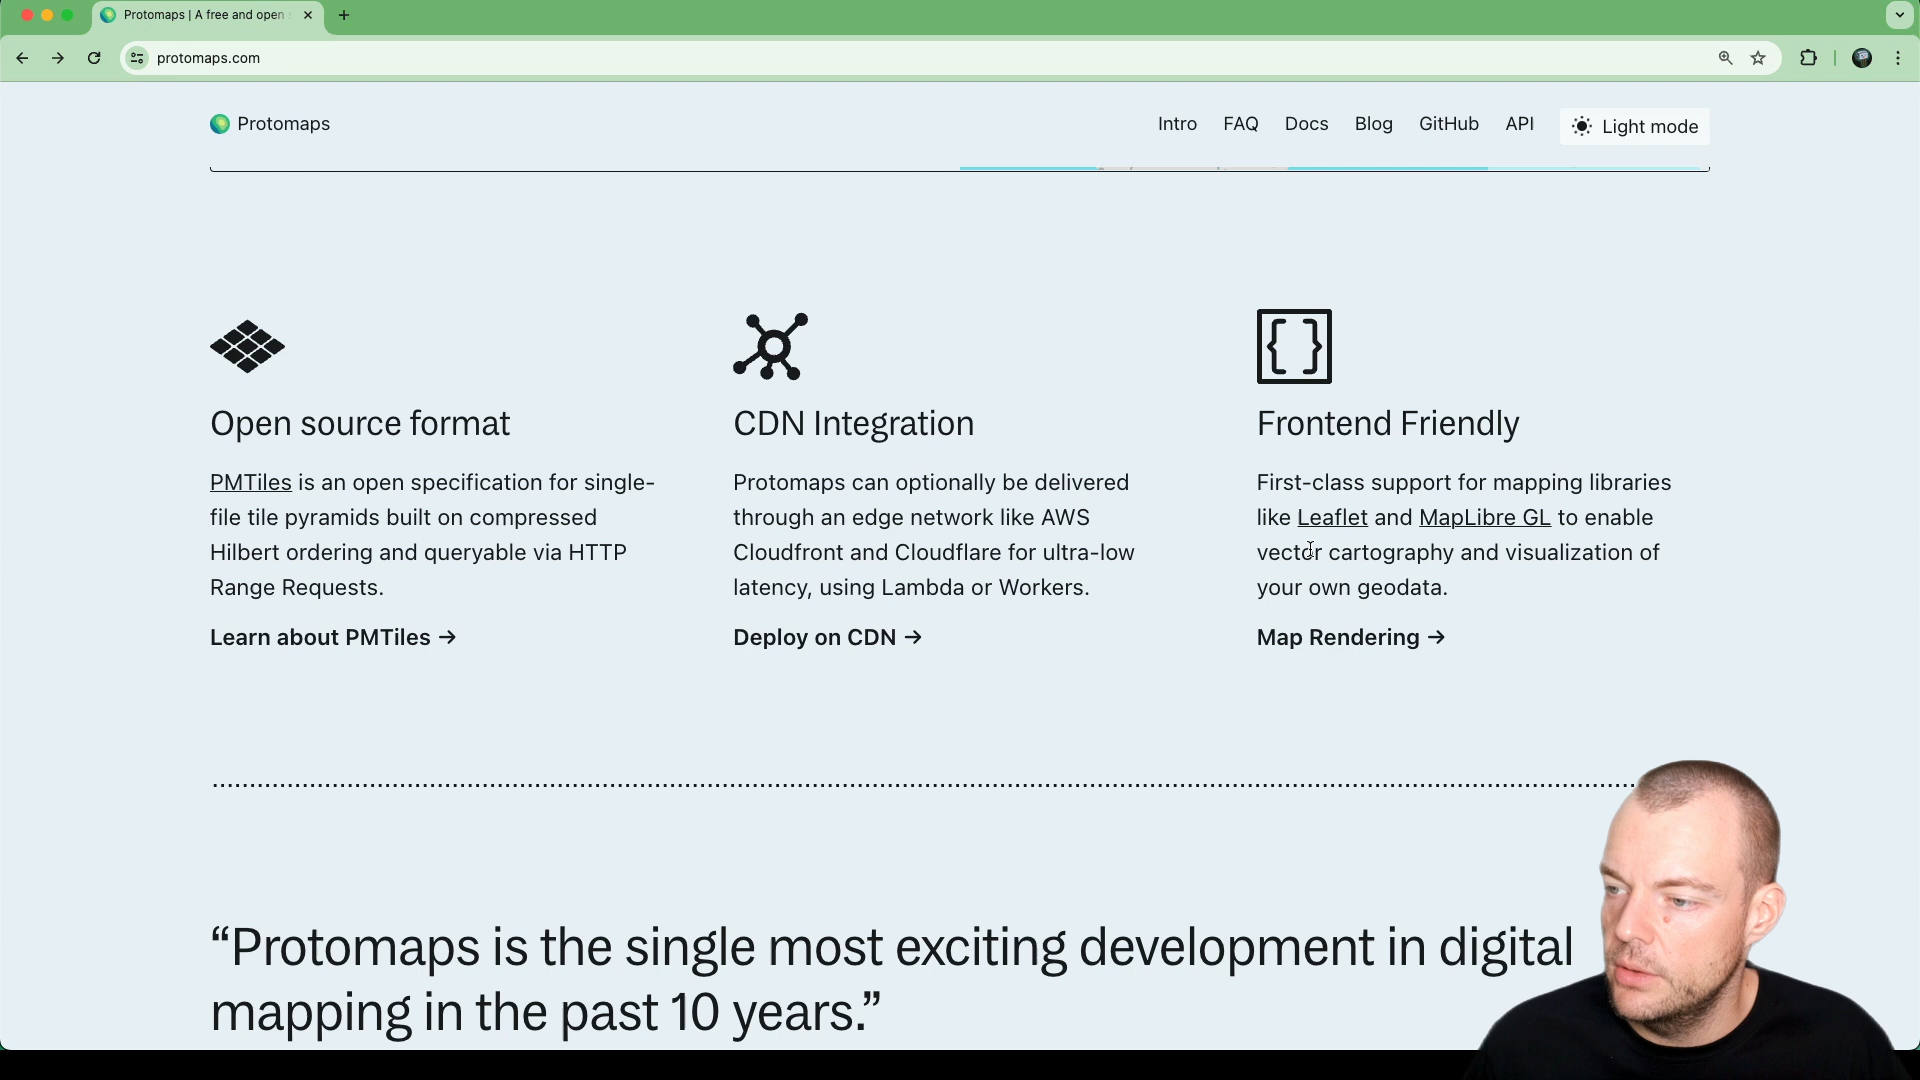 Protomaps | A free and open
protomaps.com
Protomaps
Intro
FAQ
Docs
Blog
GitHub
API
Light mode
Open source format
PMTiles is an open specification for single-
file tile pyramids built on compressed
Hilbert ordering and queryable via HTTP
Range Requests.
Learn about PMTiles →
CDN Integration
Protomaps can optionally be delivered
through an edge network like AWS
Cloudfront and Cloudflare for ultra-low
latency, using Lambda or Workers.
Deploy on CDN →
Frontend Friendly
First-class support for mapping libraries
like Leaflet and MapLibre GL to enable
vector cartography and visualization of
your own geodata.
Map Rendering →
“Protomaps is the single most exciting development in digital
mapping in the past 10 years.”